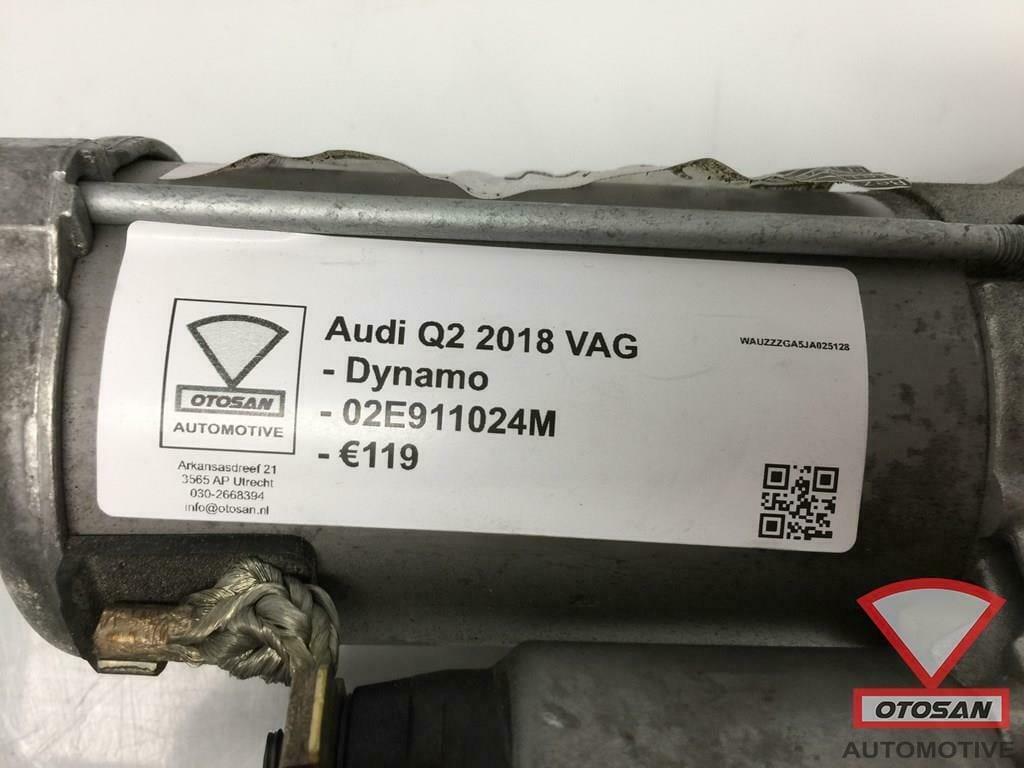 Audi Q2 2018 VAG
- Dynamo
- 02E911024M
- €119
WAUZZZGA5JA025128
OTOSAN
AUTOMOTIVE
Arkansasdreef 21
3565 AP Utrecht
030-2668394
info@otosan.nl
OTOSAN
AUTOMOTIVE